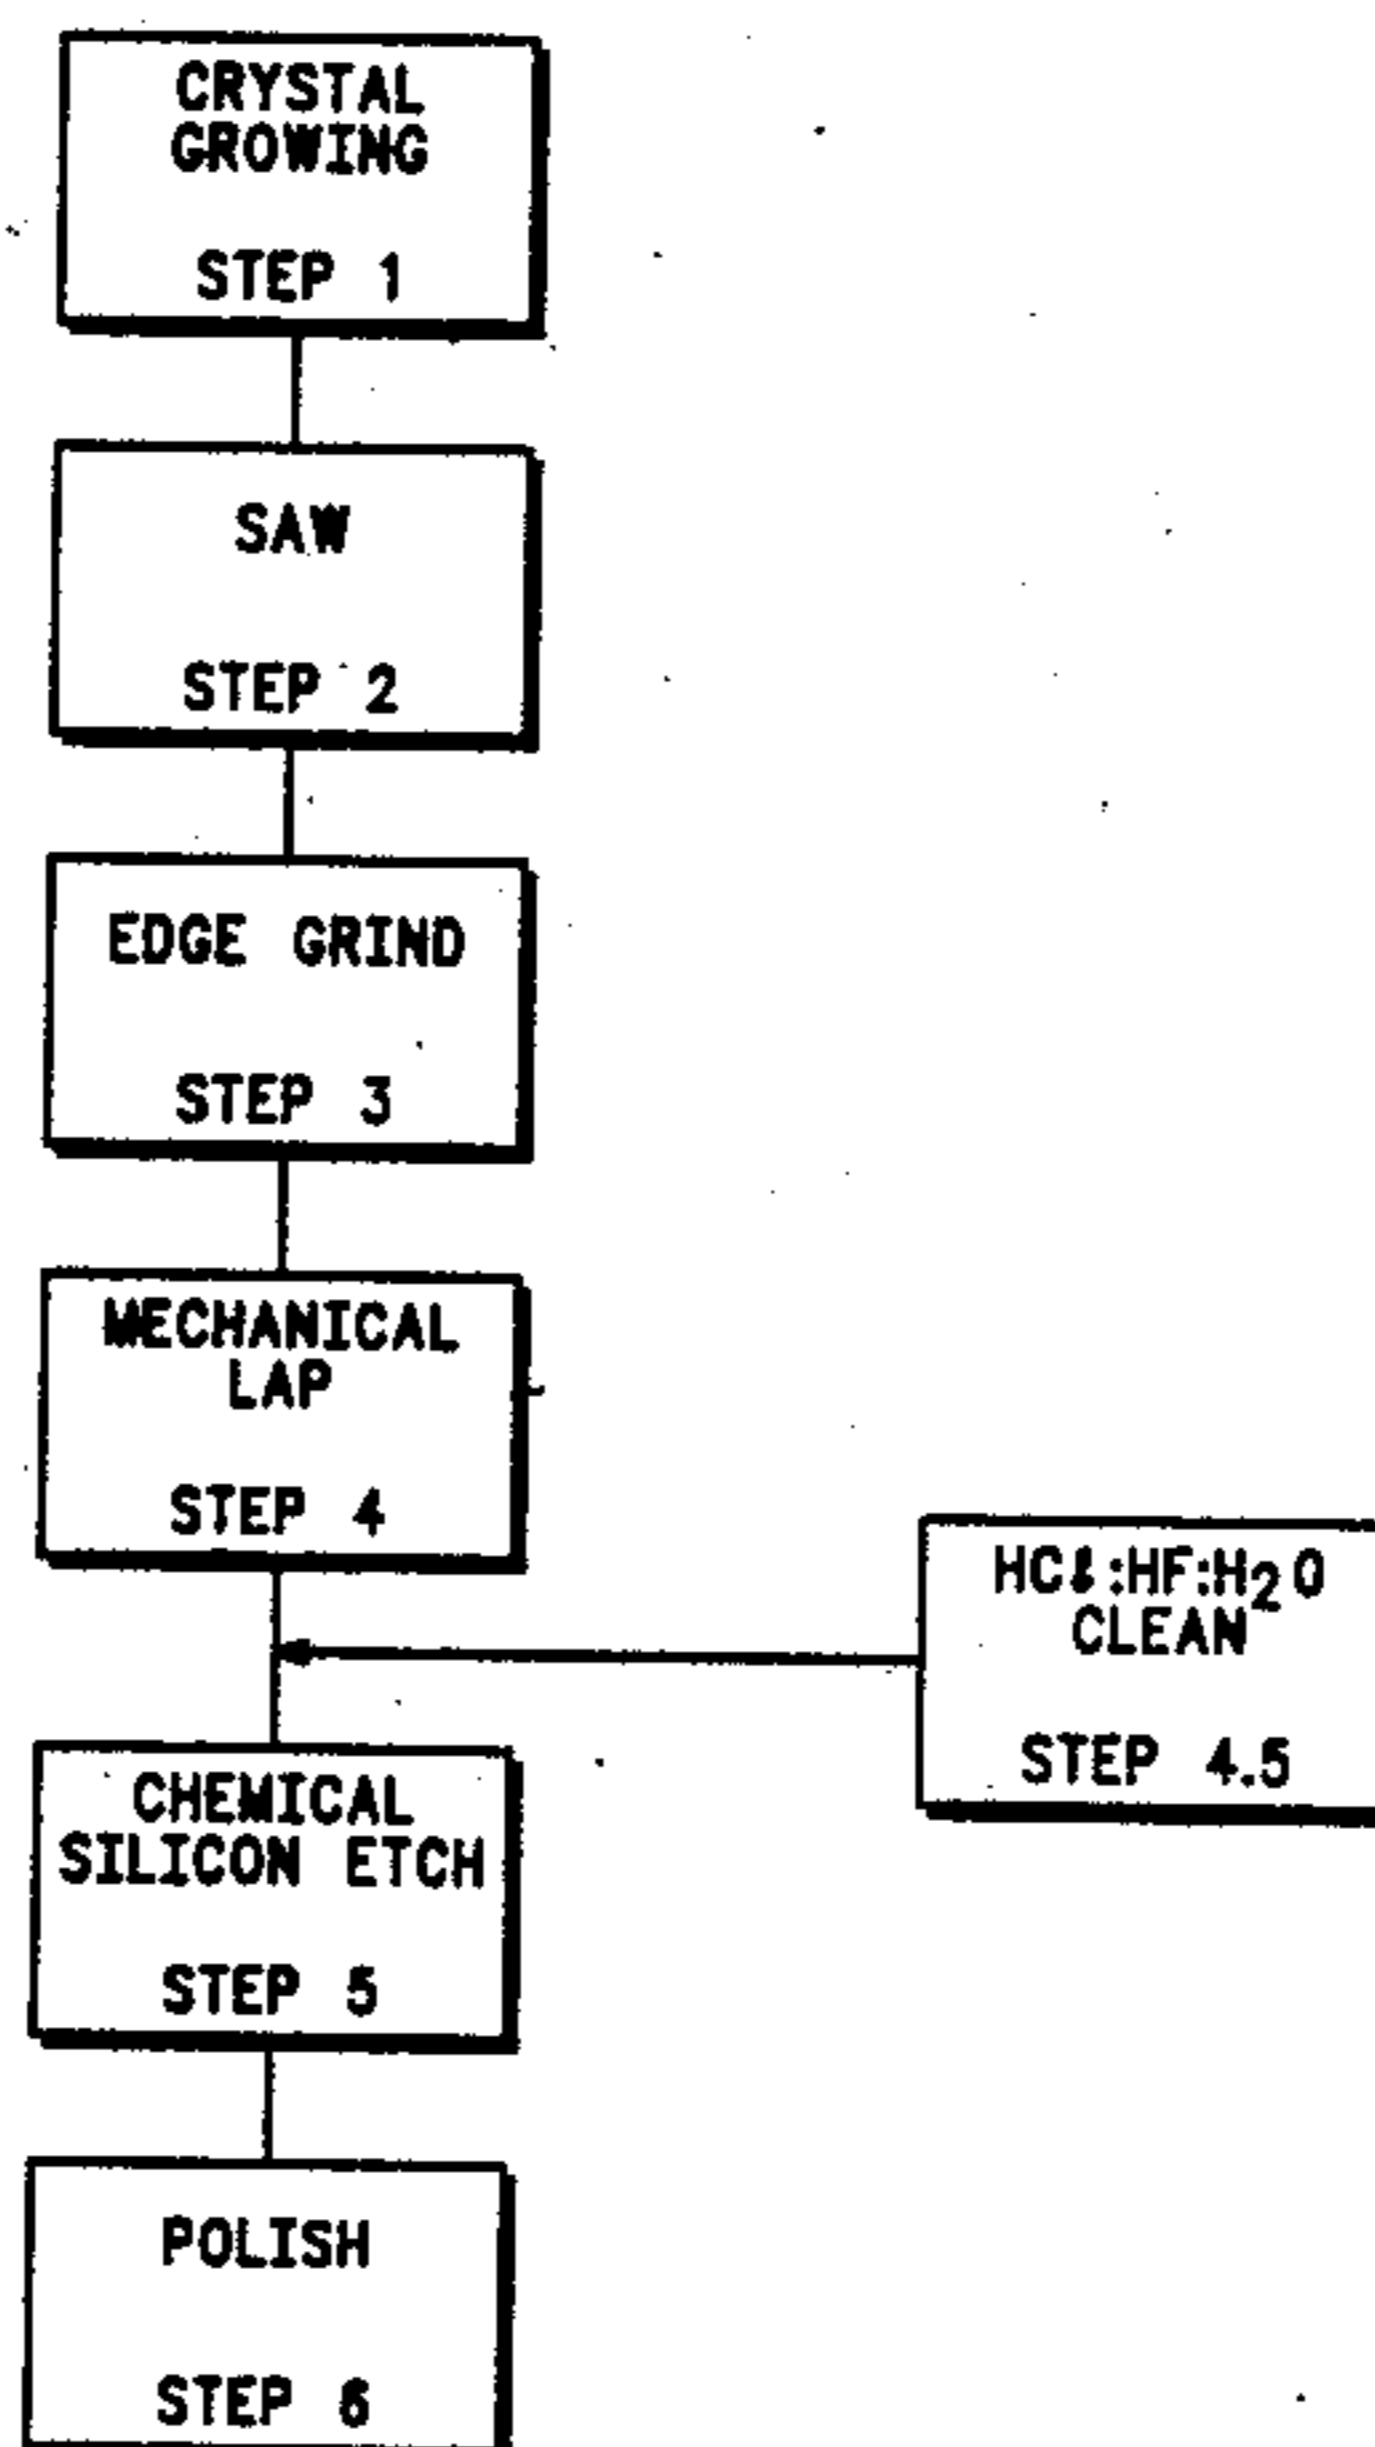 CRYSTAL
GROWING
STEP 1
SAW
STEP 2
EDGE GRIND
STEP 3
MECHANICAL
LAP
STEP 4
HCℓ:HF:H₂O
CLEAN
STEP 4.5
CHEMICAL
SILICON ETCH
STEP 5
POLISH
STEP 6